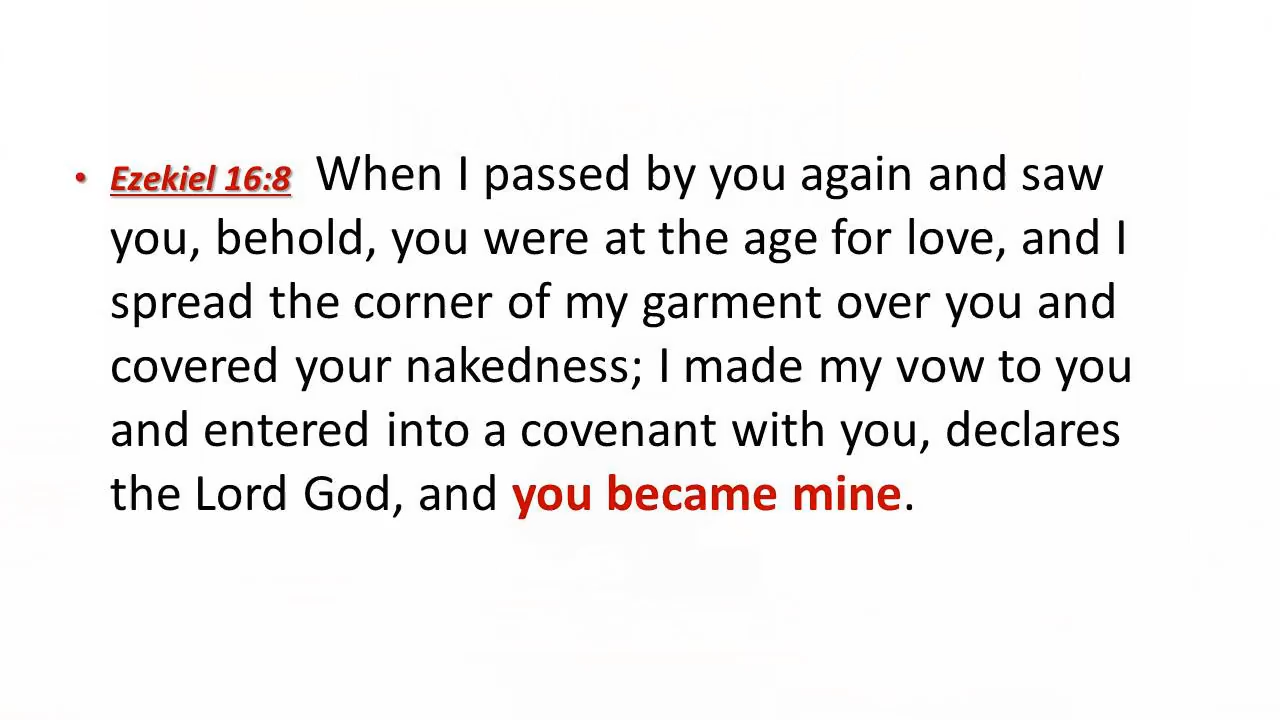 • Ezekiel 16:8 When I passed by you again and saw
you, behold, you were at the age for love, and I
spread the corner of my garment over you and
covered your nakedness; I made my vow to you
and entered into a covenant with you, declares
the Lord God, and you became mine.